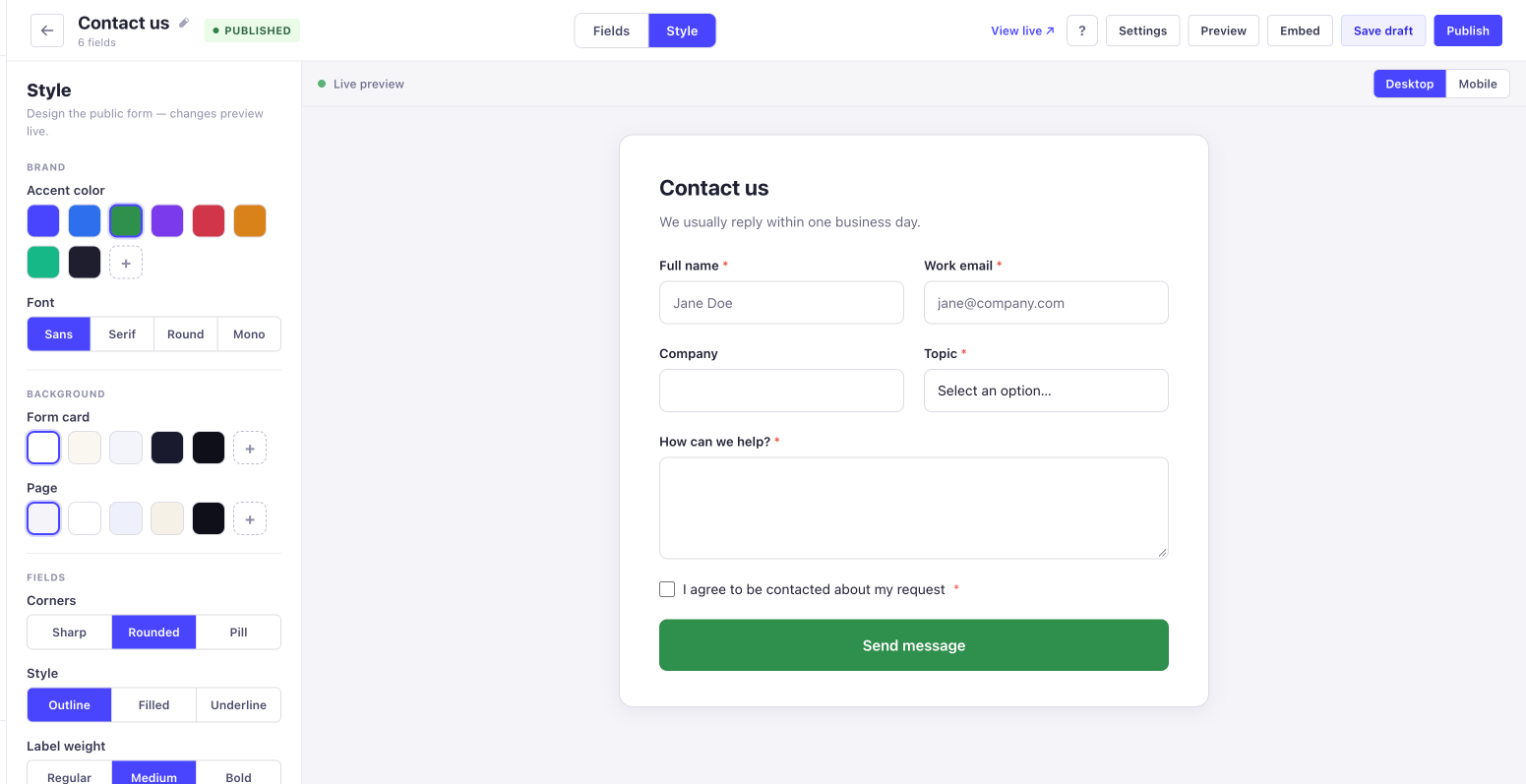 Contact us
PUBLISHED
6 fields
Fields
Style
View live ↗
?
Settings
Preview
Embed
Save draft
Publish
Style
Design the public form — changes preview
live.
BRAND
Accent color
+
Font
Sans
Serif
Round
Mono
BACKGROUND
Form card
+
Page
+
FIELDS
Corners
Sharp
Rounded
Pill
Style
Outline
Filled
Underline
Label weight
Regular
Medium
Bold
Live preview
Desktop
Mobile
Contact us
We usually reply within one business day.
Full name *
Work email *
Jane Doe
jane@company.com
Company
Topic *
Select an option...
How can we help? *
I agree to be contacted about my request *
Send message